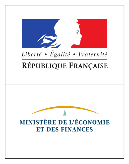 Liberté • Égalité • Fraternité
RÉPUBLIQUE FRANÇAISE
MINISTÈRE DE L'ÉCONOMIE
ET DES FINANCES